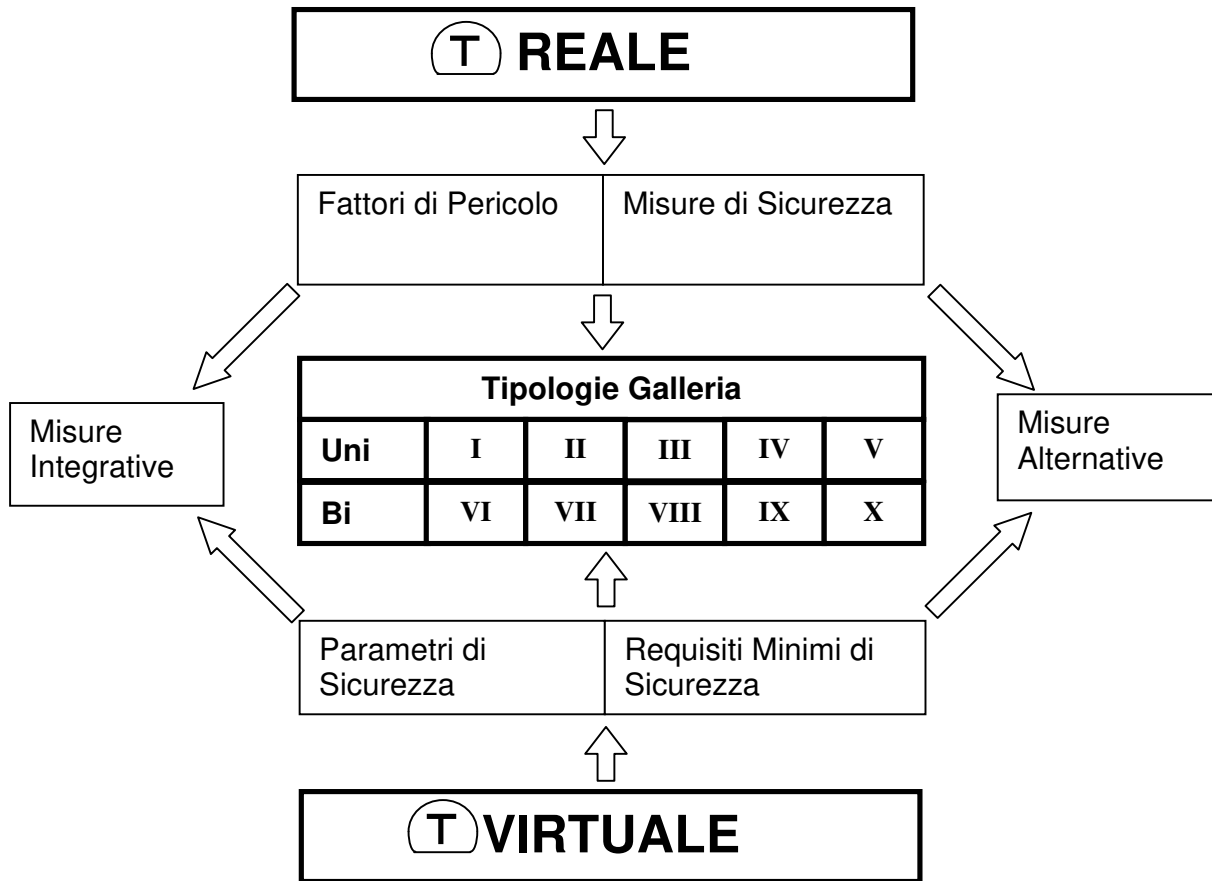 T REALE
Fattori di Pericolo
Misure di Sicurezza
Tipologie Galleria
Uni I II III IV V
Bi VI VII VIII IX X
Misure
Integrative
Misure
Alternative
Parametri di
Sicurezza
Requisiti Minimi di
Sicurezza
T VIRTUALE